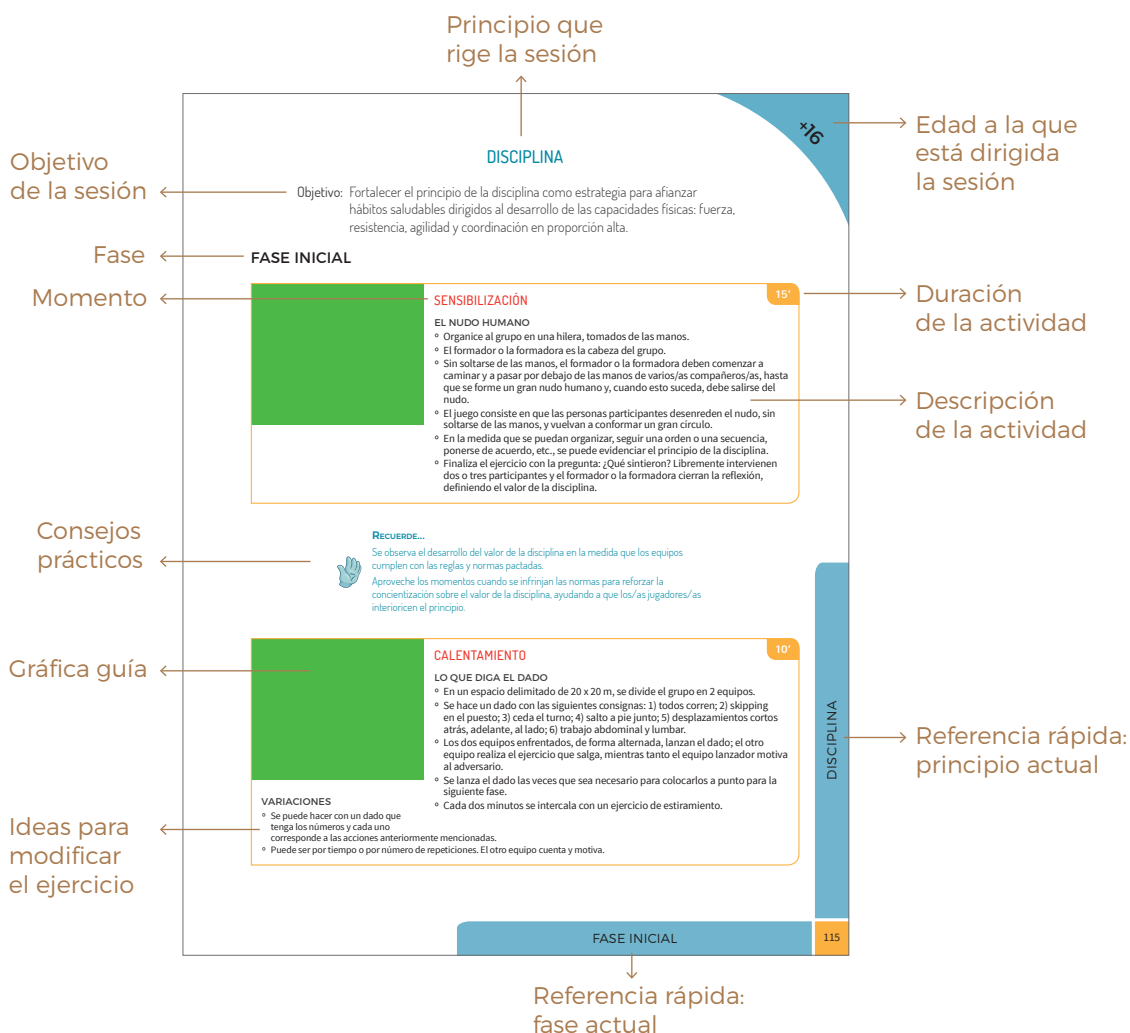 Principio que
rige la sesión
+16
Edad a la que
está dirigida
la sesión
DISCIPLINA
Objetivo
de la sesión
Objetivo: Fortalecer el principio de la disciplina como estrategia para afianzar
hábitos saludables dirigidos al desarrollo de las capacidades físicas: fuerza,
resistencia, agilidad y coordinación en proporción alta.
Fase
FASE INICIAL
Momento
SENSIBILIZACIÓN
15'
Duración
de la actividad
EL NUDO HUMANO
º Organice al grupo en una hilera, tomados de las manos.
º El formador o la formadora es la cabeza del grupo.
º Sin soltarse de las manos, el formador o la formadora deben comenzar a
caminar y a pasar por debajo de las manos de varios/as compañeros/as, hasta
que se forme un gran nudo humano y, cuando esto suceda, debe salirse del
nudo.
º El juego consiste en que las personas participantes desenreden el nudo, sin
soltarse de las manos, y vuelvan a conformar un gran círculo.
º En la medida que se puedan organizar, seguir una orden o una secuencia,
ponerse de acuerdo, etc., se puede evidenciar el principio de la disciplina.
º Finaliza el ejercicio con la pregunta: ¿Qué sintieron? Libremente intervienen
dos o tres participantes y el formador o la formadora cierran la reflexión,
definiendo el valor de la disciplina.
Descripción
de la actividad
Consejos
prácticos
RECUERDE...
Se observa el desarrollo del valor de la disciplina en la medida que los equipos
cumplen con las reglas y normas pactadas.
Aproveche los momentos cuando se infrinjan las normas para reforzar la
concientización sobre el valor de la disciplina, ayudando a que los/as jugadores/as
interioricen el principio.
Gráfica guía
CALENTAMIENTO
10'
LO QUE DIGA EL DADO
º En un espacio delimitado de 20 x 20 m, se divide el grupo en 2 equipos.
º Se hace un dado con las siguientes consignas: 1) todos corren; 2) skipping
en el puesto; 3) ceda el turno; 4) salto a pie junto; 5) desplazamientos cortos
atrás, adelante, al lado; 6) trabajo abdominal y lumbar.
º Los dos equipos enfrentados, de forma alternada, lanzan el dado; el otro
equipo realiza el ejercicio que salga, mientras tanto el equipo lanzador motiva
al adversario.
º Se lanza el dado las veces que sea necesario para colocarlos a punto para la
siguiente fase.
º Cada dos minutos se intercala con un ejercicio de estiramiento.
VARIACIONES
º Se puede hacer con un dado que
tenga los números y cada uno
corresponde a las acciones anteriormente mencionadas.
º Puede ser por tiempo o por número de repeticiones. El otro equipo cuenta y motiva.
Ideas para
modificar
el ejercicio
DISCIPLINA
Referencia rápida:
principio actual
FASE INICIAL
115
Referencia rápida:
fase actual